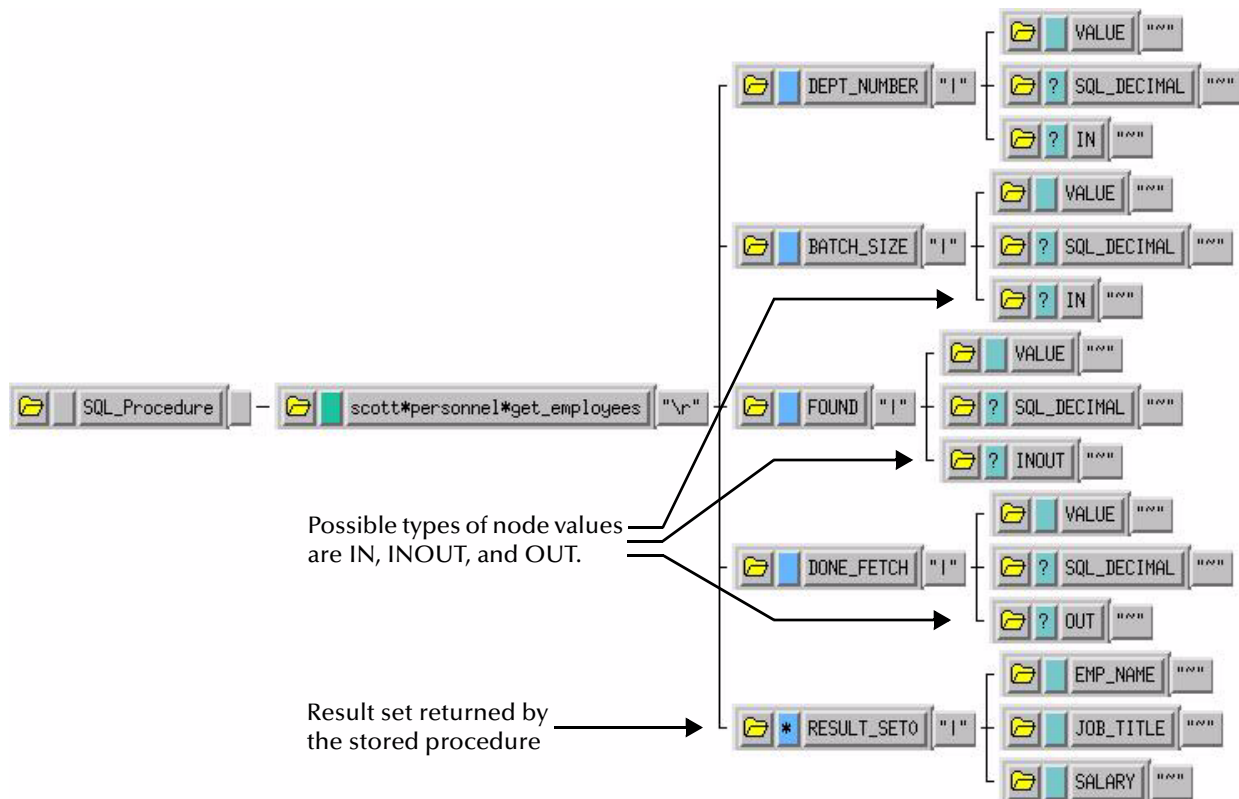 VALUE "~"
DEPT_NUMBER "|" ? SQL_DECIMAL "~"
? IN "~"
VALUE "~"
BATCH_SIZE "|" ? SQL_DECIMAL "~"
? IN "~"
VALUE "~"
SQL_Procedure scott*personnel*get_employees "\r" FOUND "|" ? SQL_DECIMAL "~"
? INOUT "~"
Possible types of node values
are IN, INOUT, and OUT.
VALUE "~"
DONE_FETCH "|" ? SQL_DECIMAL "~"
? OUT "~"
Result set returned by
the stored procedure
EMP_NAME "~"
* RESULT_SET0 "|" JOB_TITLE "~"
SALARY "~"